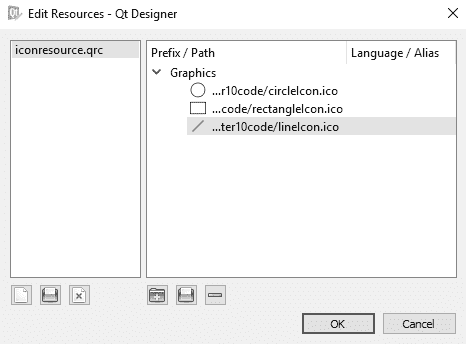 Edit Resources - Qt Designer
iconresource.qrc
Prefix / Path
Language / Alias
Graphics
...r10code/circleIcon.ico
...code/rectangleIcon.ico
...ter10code/lineIcon.ico
OK
Cancel